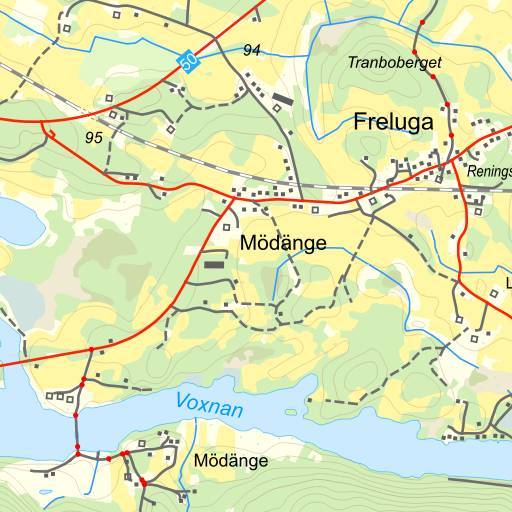 94
50
Tranboberget
Freluga
95
Renings
Mödänge
L
Voxnan
Mödänge